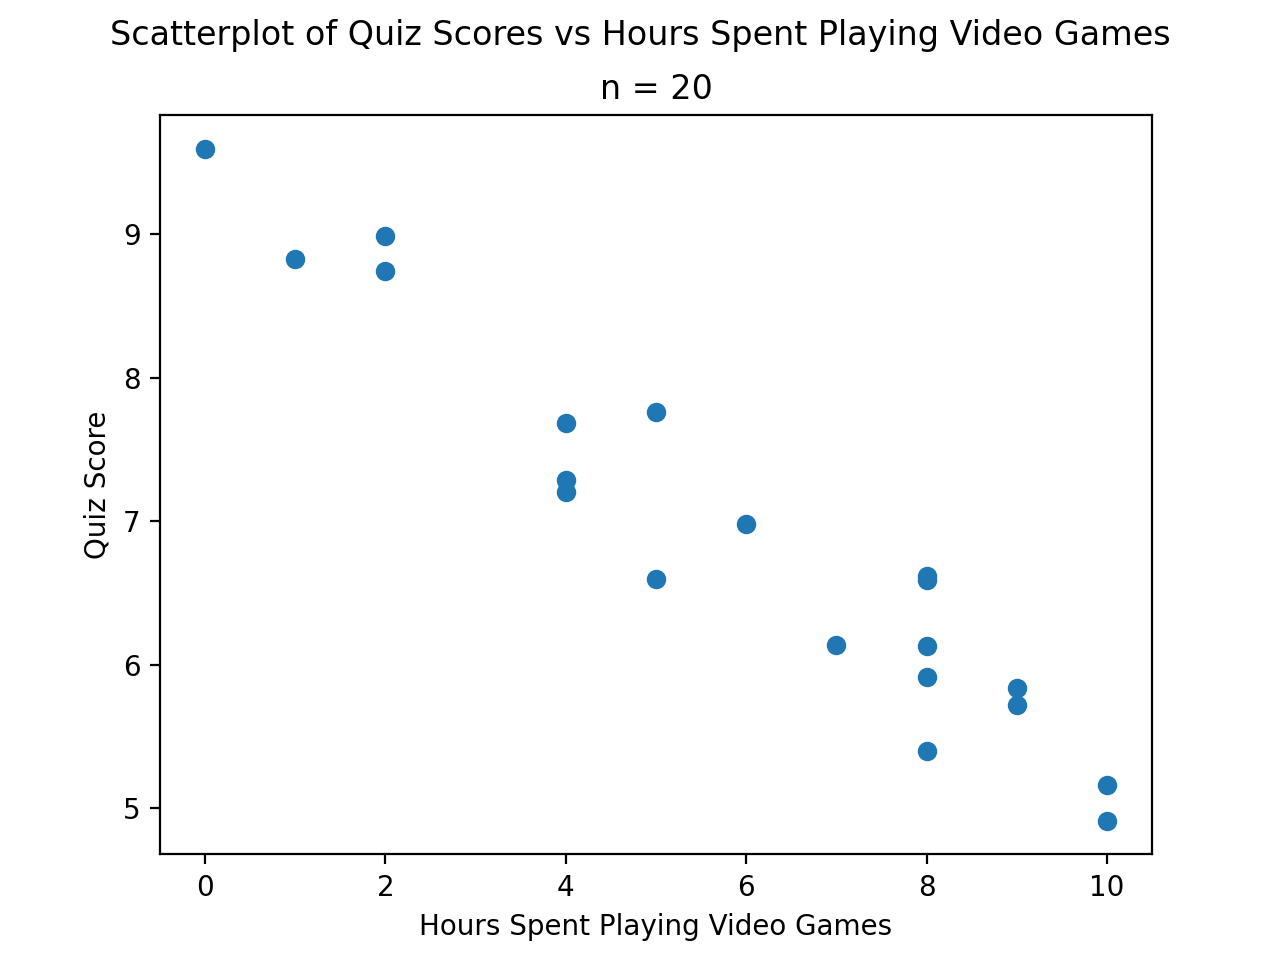 Scatterplot of Quiz Scores vs Hours Spent Playing Video Games
n = 20
9
8
7
6
5
Quiz Score
0 2 4 6 8 10
Hours Spent Playing Video Games